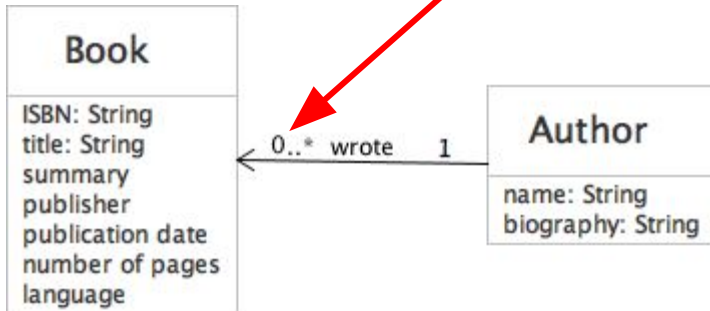 Book
ISBN: String
title: String
summary
publisher
publication date
number of pages
language
0..* wrote 1
Author
name: String
biography: String